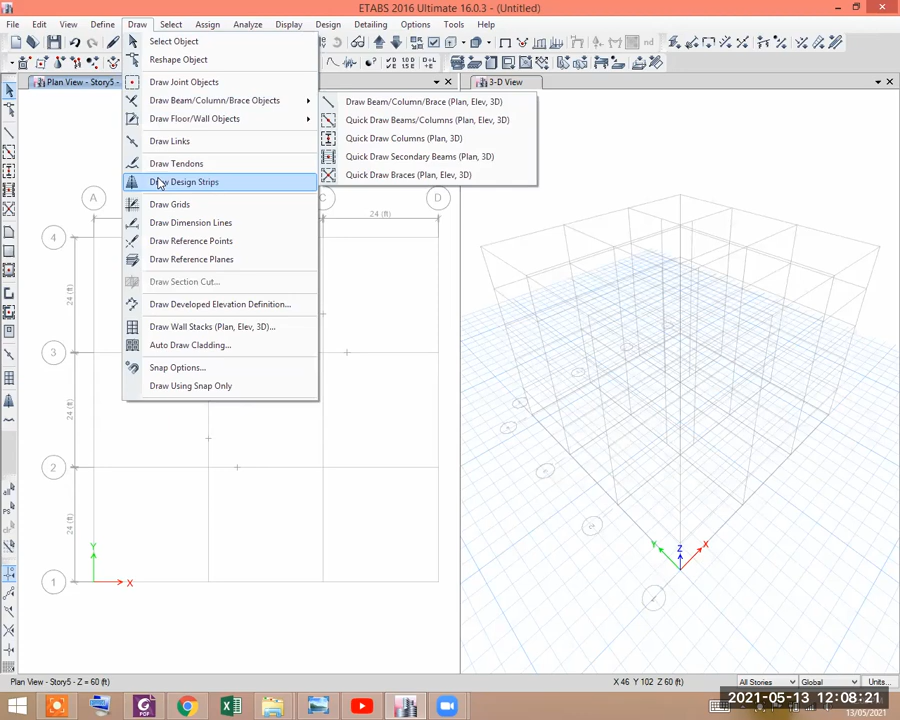 ETABS 2016 Ultimate 16.0.3 - (Untitled)
File Edit View Define Draw Select Assign Analyze Display Design Detailing Options Tools Help
Plan View - Story5 -
3-D View
Select Object
Reshape Object
Draw Joint Objects
Draw Beam/Column/Brace Objects
Draw Floor/Wall Objects
Draw Links
Draw Tendons
Draw Design Strips
Draw Grids
Draw Dimension Lines
Draw Reference Points
Draw Reference Planes
Draw Section Cut...
Draw Developed Elevation Definition...
Draw Wall Stacks (Plan, Elev, 3D)...
Auto Draw Cladding...
Snap Options...
Draw Using Snap Only
Draw Beam/Column/Brace (Plan, Elev, 3D)
Quick Draw Beams/Columns (Plan, Elev, 3D)
Quick Draw Columns (Plan, 3D)
Quick Draw Secondary Beams (Plan, 3D)
Quick Draw Braces (Plan, Elev, 3D)
A C D
24 (ft)
4
24 (ft)
3
24 (ft)
2
24 (ft)
1
Y
X
Y Z X
Plan View - Story5 - Z = 60 (ft)
X 46 Y 102 Z 60 (ft)
All Stories
Global
Units...
2021-05-13 12:08:21
13/05/2021